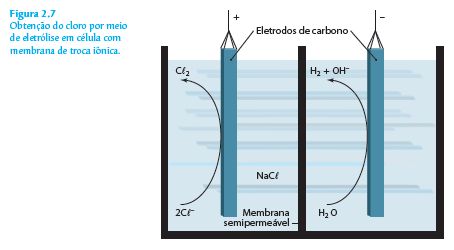 Figura 2.7
Obtenção do cloro por meio
de eletrólise em célula com
membrana de troca iônica.
+
–
Eletrodos de carbono
Cℓ₂
H₂ + OH⁻
NaCℓ
2Cℓ⁻
Membrana
semipermeável
H₂O